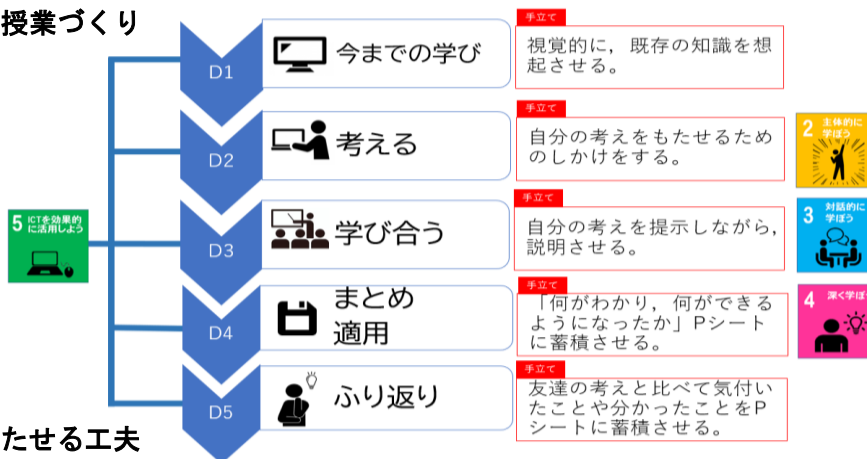 授業づくり
D1
今までの学び
手立て
視覚的に，既存の知識を想
起させる。
D2
考える
手立て
自分の考えをもたせるため
のしかけをする。
2 主体的に
学ぼう
5 ICTを効果的
に活用しよう
D3
学び合う
手立て
自分の考えを提示しながら，
説明させる。
3 対話的に
学ぼう
D4
まとめ
適用
手立て
「何がわかり，何ができる
ようになったか」Pシート
に蓄積させる。
4 深く学ぼ
D5
ふり返り
手立て
友達の考えと比べて気付い
たことや分かったことをP
シートに蓄積させる。
たせる工夫